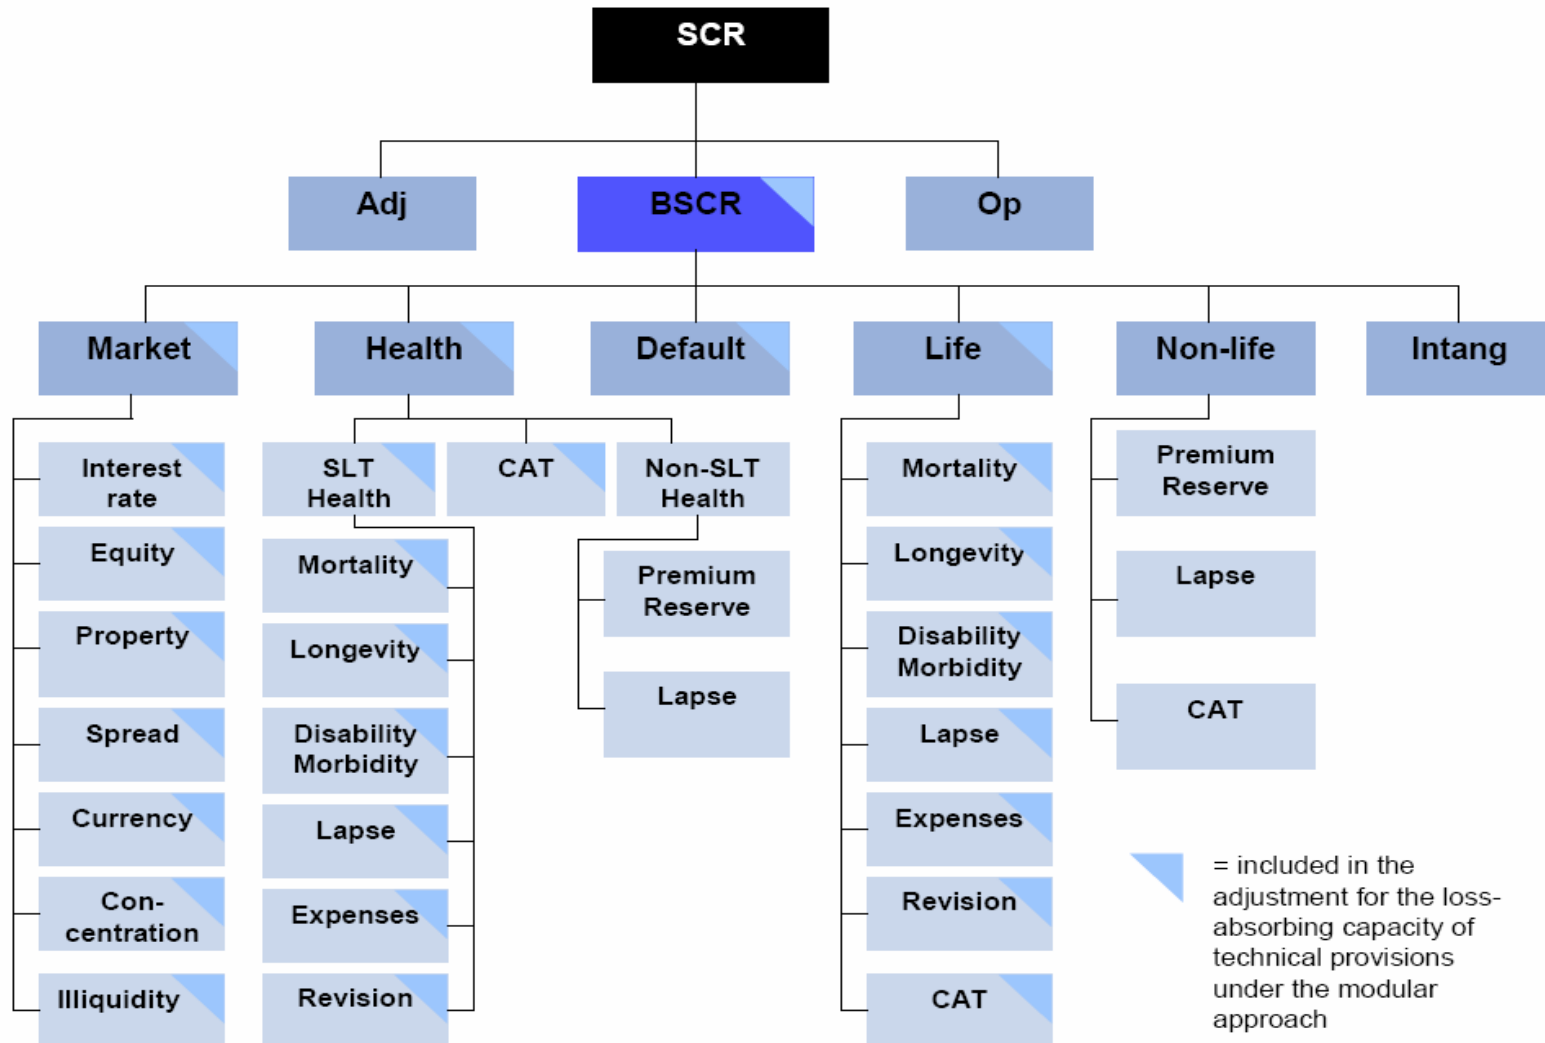 SCR
Adj
BSCR
Op
Market
Health
Default
Life
Non-life
Intang
Interest
rate
Equity
Property
Spread
Currency
Con-
centration
Illiquidity
SLT
Health
CAT
Non-SLT
Health
Mortality
Longevity
Disability
Morbidity
Lapse
Expenses
Revision
Premium
Reserve
Lapse
Mortality
Longevity
Disability
Morbidity
Lapse
Expenses
Revision
CAT
Premium
Reserve
Lapse
CAT
= included in the
adjustment for the loss-
absorbing capacity of
technical provisions
under the modular
approach